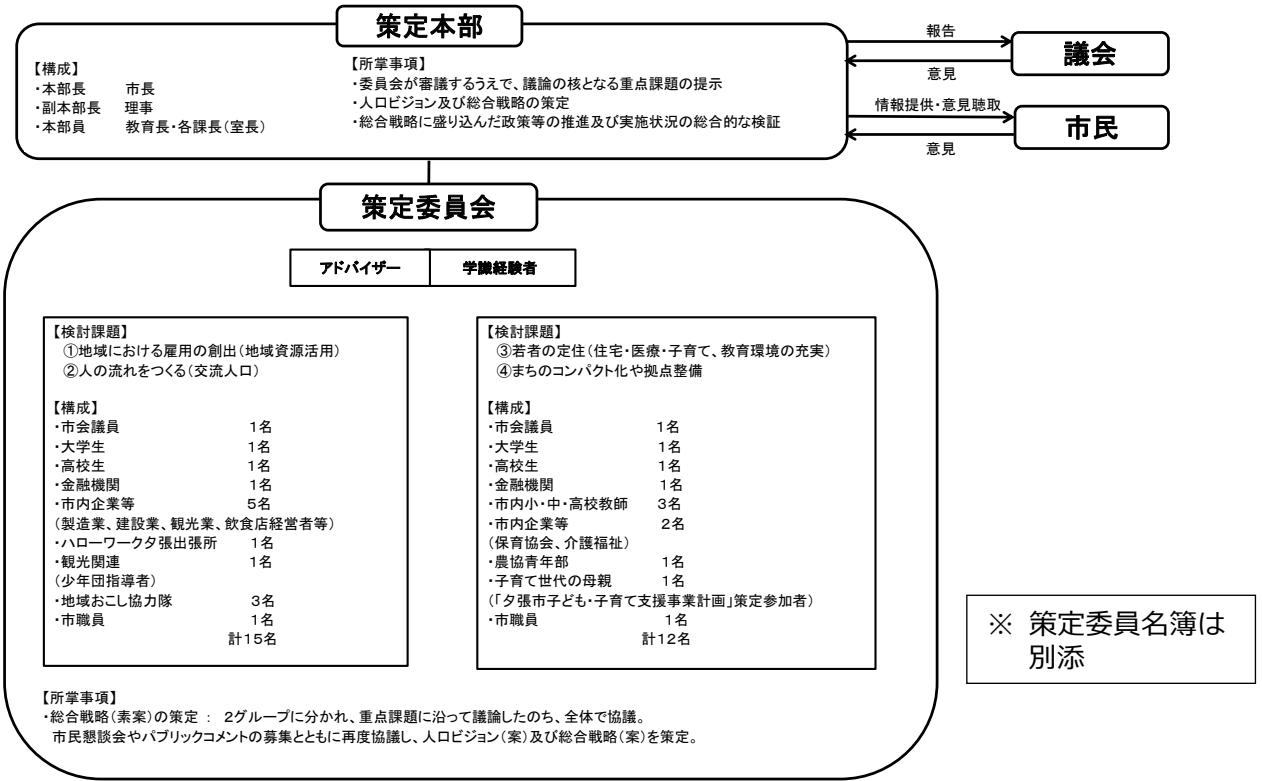 策定本部
【構成】
・本部長　　市長
・副本部長　理事
・本部員　　教育長・各課長（室長）
【所掌事項】
・委員会が審議するうえで、議論の核となる重点課題の提示
・人口ビジョン及び総合戦略の策定
・総合戦略に盛り込んだ政策等の推進及び実施状況の総合的な検証
報告
議会
意見
情報提供・意見聴取
市民
意見
策定委員会
アドバイザー　学識経験者
【検討課題】
①地域における雇用の創出（地域資源活用）
②人の流れをつくる（交流人口）
【構成】
・市会議員　１名
・大学生　１名
・高校生　１名
・金融機関　１名
・市内企業等　５名
（製造業、建設業、観光業、飲食店経営者等）
・ハローワーク夕張出張所　１名
・観光関連　１名
（少年団指導者）
・地域おこし協力隊　３名
・市職員　１名
計１５名
【検討課題】
③若者の定住（住宅・医療・子育て、教育環境の充実）
④まちのコンパクト化や拠点整備
【構成】
・市会議員　１名
・大学生　１名
・高校生　１名
・金融機関　１名
・市内小・中・高校教師　３名
・市内企業等　２名
（保育協会、介護福祉）
・農協青年部　１名
・子育て世代の母親　１名
（「夕張市子ども・子育て支援事業計画」策定参加者）
・市職員　１名
計１２名
※　策定委員名簿は
別添
【所掌事項】
・総合戦略（素案）の策定　：　２グループに分かれ、重点課題に沿って議論したのち、全体で協議。
市民懇談会やパブリックコメントの募集とともに再度協議し、人口ビジョン（案）及び総合戦略（案）を策定。